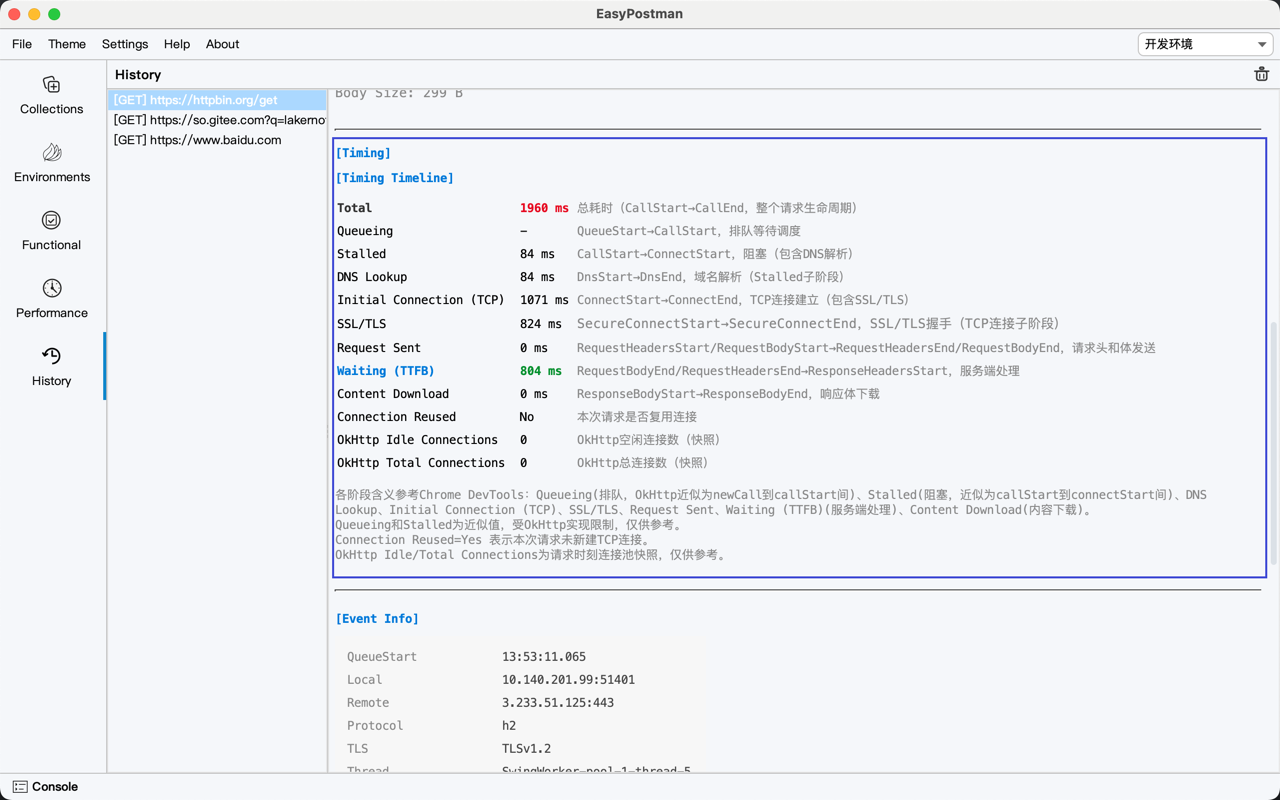 EasyPostman
File Theme Settings Help About
开发环境
Collections
Environments
Functional
Performance
History
History
[GET] https://httpbin.org/get
[GET] https://so.gitee.com?q=lakerno
[GET] https://www.baidu.com
Body Size: 299 B
[Timing]
[Timing Timeline]
Total 1960 ms 总耗时（CallStart→CallEnd，整个请求生命周期）
Queueing – QueueStart→CallStart，排队等待调度
Stalled 84 ms CallStart→ConnectStart，阻塞（包含DNS解析）
DNS Lookup 84 ms DnsStart→DnsEnd，域名解析（Stalled子阶段）
Initial Connection (TCP) 1071 ms ConnectStart→ConnectEnd，TCP连接建立（包含SSL/TLS）
SSL/TLS 824 ms SecureConnectStart→SecureConnectEnd，SSL/TLS握手（TCP连接子阶段）
Request Sent 0 ms RequestHeadersStart/RequestBodyStart→RequestHeadersEnd/RequestBodyEnd，请求头和体发送
Waiting (TTFB) 804 ms RequestBodyEnd/RequestHeadersEnd→ResponseHeadersStart，服务端处理
Content Download 0 ms ResponseBodyStart→ResponseBodyEnd，响应体下载
Connection Reused No 本次请求是否复用连接
OkHttp Idle Connections 0 OkHttp空闲连接数（快照）
OkHttp Total Connections 0 OkHttp总连接数（快照）
各阶段含义参考Chrome DevTools：Queueing(排队，OkHttp近似为newCall到callStart间)、Stalled(阻塞，近似为callStart到connectStart间)、DNS
Lookup、Initial Connection (TCP)、SSL/TLS、Request Sent、Waiting (TTFB)(服务端处理)、Content Download(内容下载)。
Queueing和Stalled为近似值，受OkHttp实现限制，仅供参考。
Connection Reused=Yes 表示本次请求未新建TCP连接。
OkHttp Idle/Total Connections为请求时刻连接池快照，仅供参考。
[Event Info]
QueueStart 13:53:11.065
Local 10.140.201.99:51401
Remote 3.233.51.125:443
Protocol h2
TLS TLSv1.2
Thread SwingWorker-pool-1-thread-5
Console